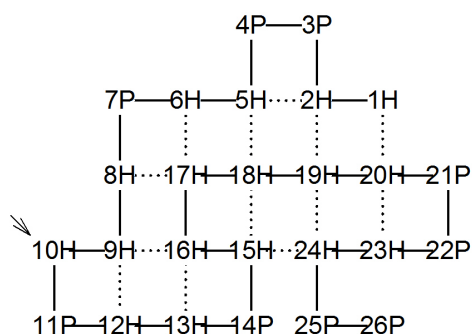 4P 3P
7P 6H 5H 2H 1H
8H 17H 18H 19H 20H 21P
10H 9H 16H 15H 24H 23H 22P
11P 12H 13H 14P 25P 26P